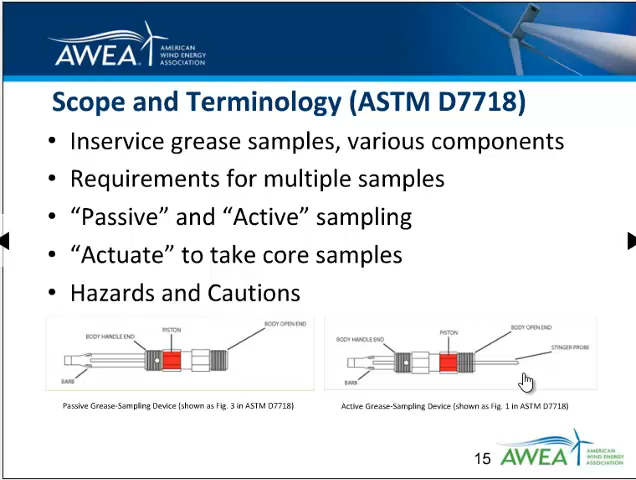 AWEA
AMERICAN
WIND ENERGY
ASSOCIATION
Scope and Terminology (ASTM D7718)
• Inservice grease samples, various components
• Requirements for multiple samples
• “Passive” and “Active” sampling
• “Actuate” to take core samples
• Hazards and Cautions
BODY OPEN END
PISTON
BODY HANDLE END
BARB
BODY OPEN END
PISTON
BODY HANDLE END
STINGER PROBE
BARB
Passive Grease-Sampling Device (shown as Fig. 3 in ASTM D7718)
Active Grease-Sampling Device (shown as Fig. 1 in ASTM D7718)
15
AWEA
AMERICAN
WIND ENERGY
ASSOCIATION